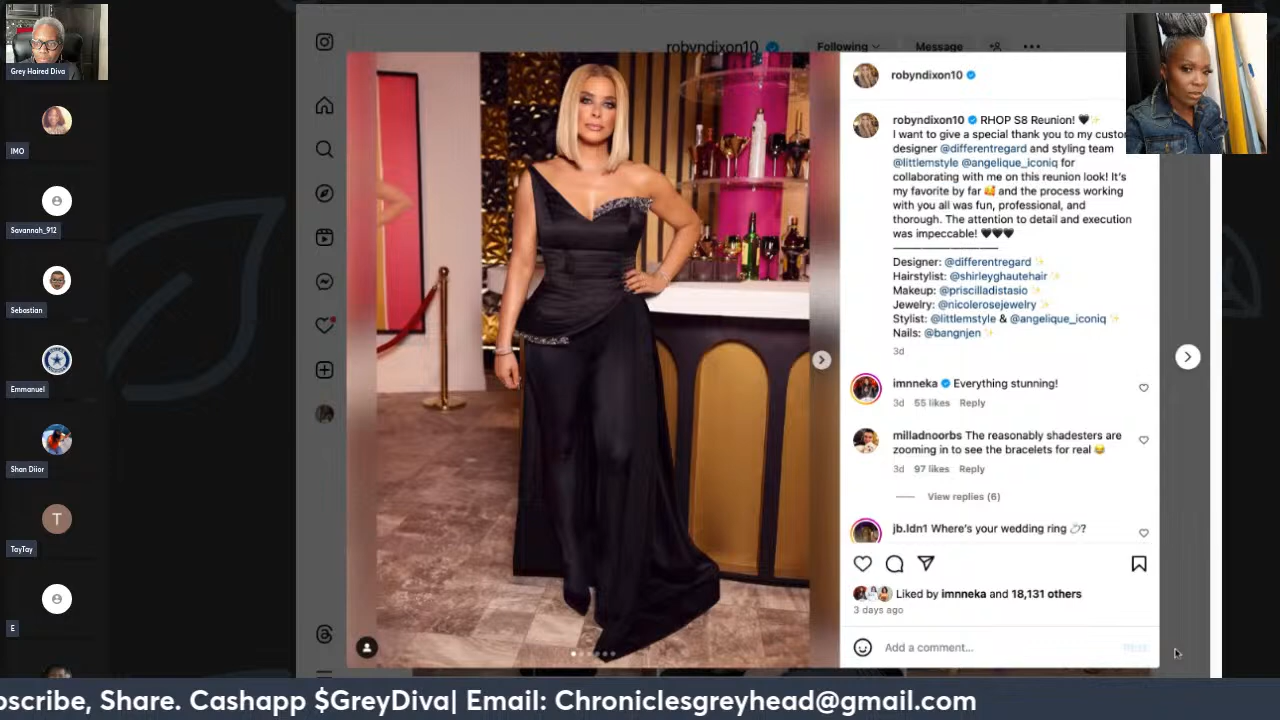 Grey Haired Diva
IMO
Savannah_912
Sebastian
Emmanuel
Shan Diior
T
TayTay
E
robyndixon10
Following
Message
robyndixon10
robyndixon10 RHOP S8 Reunion! 🖤✨
I want to give a special thank you to my
designer @differentregard and styling team
@littlemstyle @angelique_iconiq for
collaborating with me on this reunion look! It's
my favorite by far 🥰 and the process working
with you all was fun, professional, and
thorough. The attention to detail and execution
was impeccable! 🖤🖤🖤
Designer: @differentregard ✨
Hairstylist: @shirleyghautehair ✨
Makeup: @priscilladistasio ✨
Jewelry: @nicolerosejewelry ✨
Stylist: @littlemstyle & @angelique_iconiq ✨
Nails: @bangnjen ✨
3d
imnneka Everything stunning!
3d 55 likes Reply
milladnoorbs The reasonably shadesters are
zooming in to see the bracelets for real 😂
3d 97 likes Reply
View replies (6)
jb.ldn1 Where's your wedding ring 💍?
Liked by imnneka and 18,131 others
3 days ago
Add a comment...
bscribe, Share. Cashapp $GreyDiva| Email: Chroniclesgreyhead@gmail.com